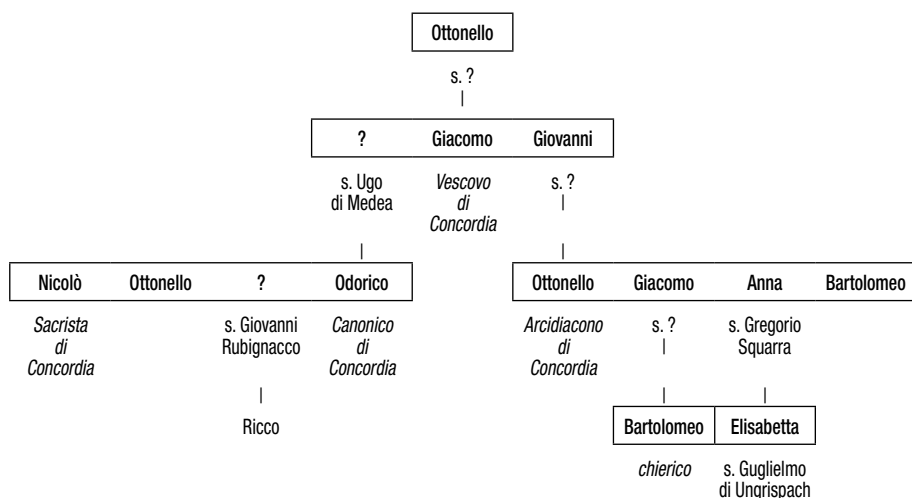 Ottonello
s. ?
? Giacomo Giovanni
s. Ugo Vescovo s. ?
di Medea di
Concordia
Nicolò Ottonello ? Odorico Ottonello Giacomo Anna Bartolomeo
Sacrista s. Giovanni Canonico Arcidiacono s. ? s. Gregorio
di Rubignacco di di Squarra
Concordia Concordia Concordia
Ricco Bartolomeo Elisabetta
chierico s. Guglielmo
di Ungrispach